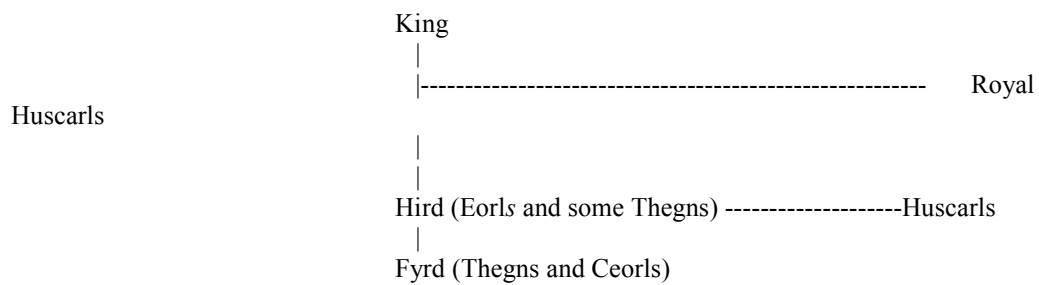 King
|
|---------------------------------------------------------- Royal
Huscarls
|
|
Hird (Eorls and some Thegns) --------------------Huscarls
|
Fyrd (Thegns and Ceorls)